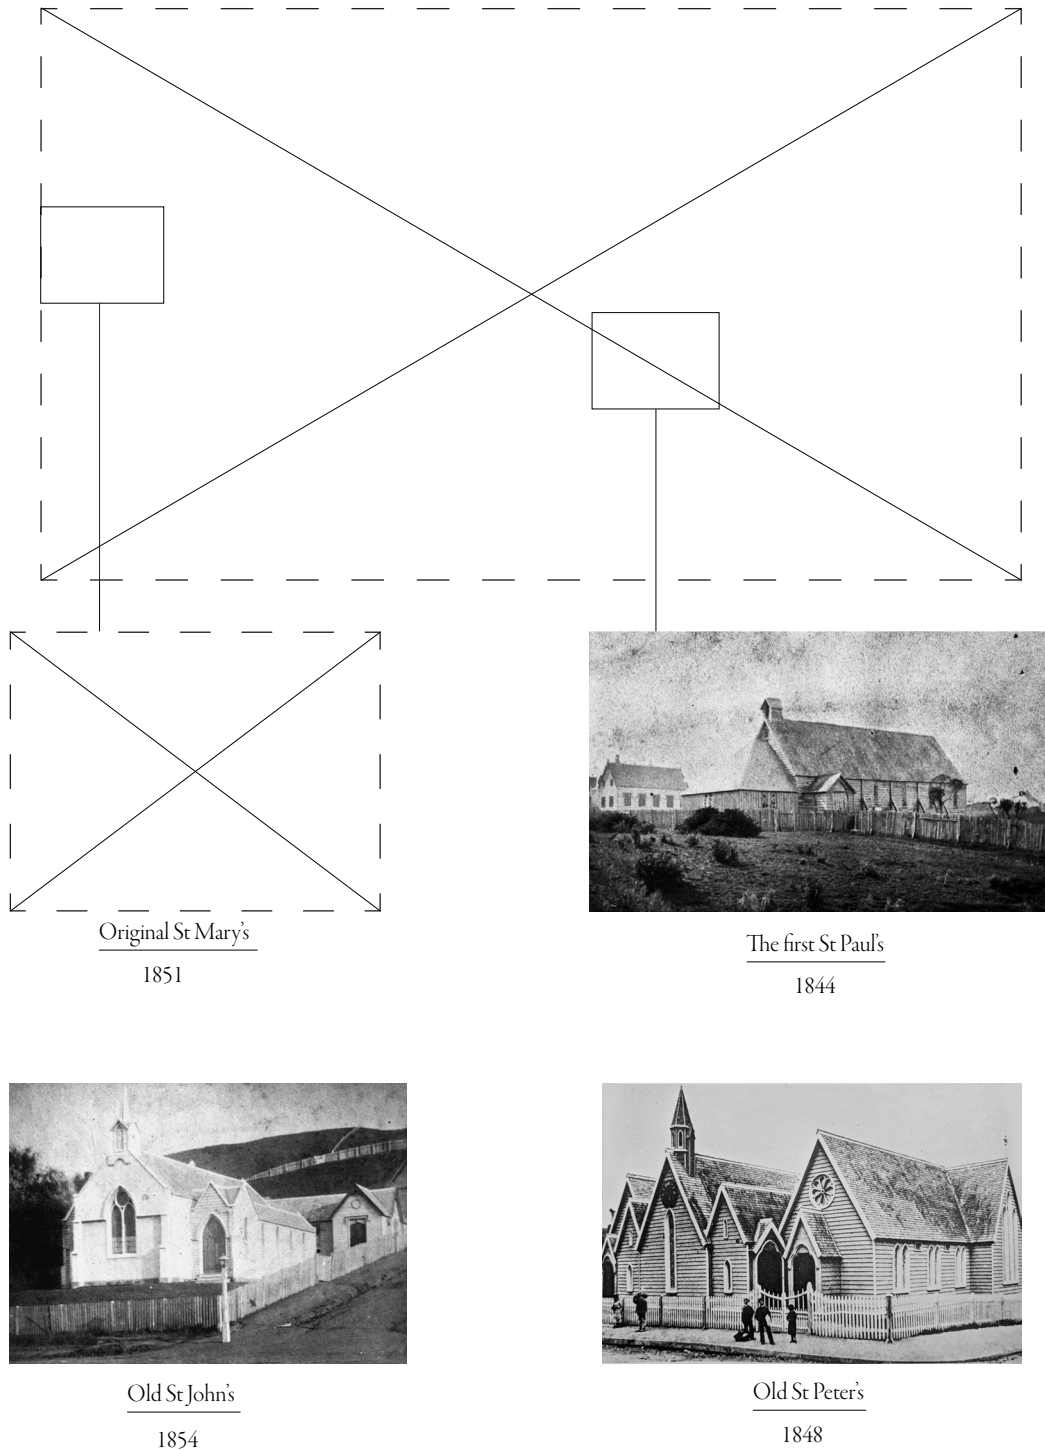 Original St Mary's
1851
The first St Paul's
1844
Old St John's
1854
Old St Peter's
1848